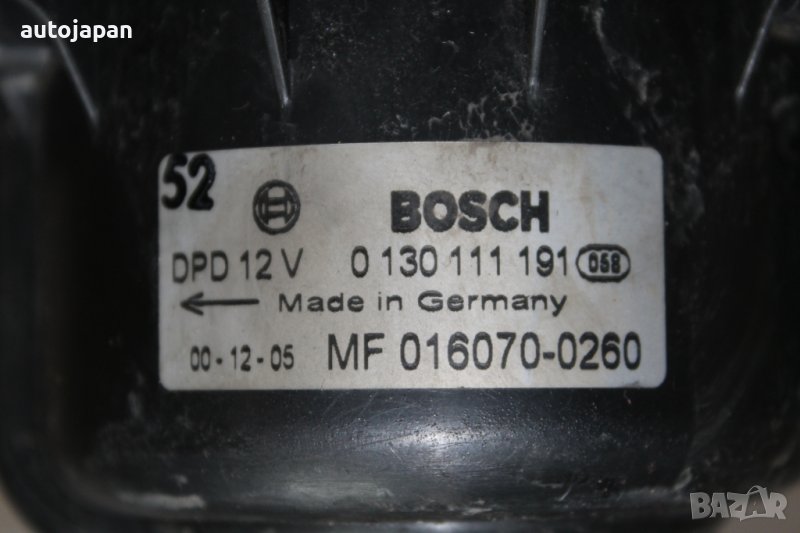 autojapan
52
BOSCH
DPD 12 V 0 130 111 191 058
Made in Germany
00-12-05 MF 016070-0260
BAZAR